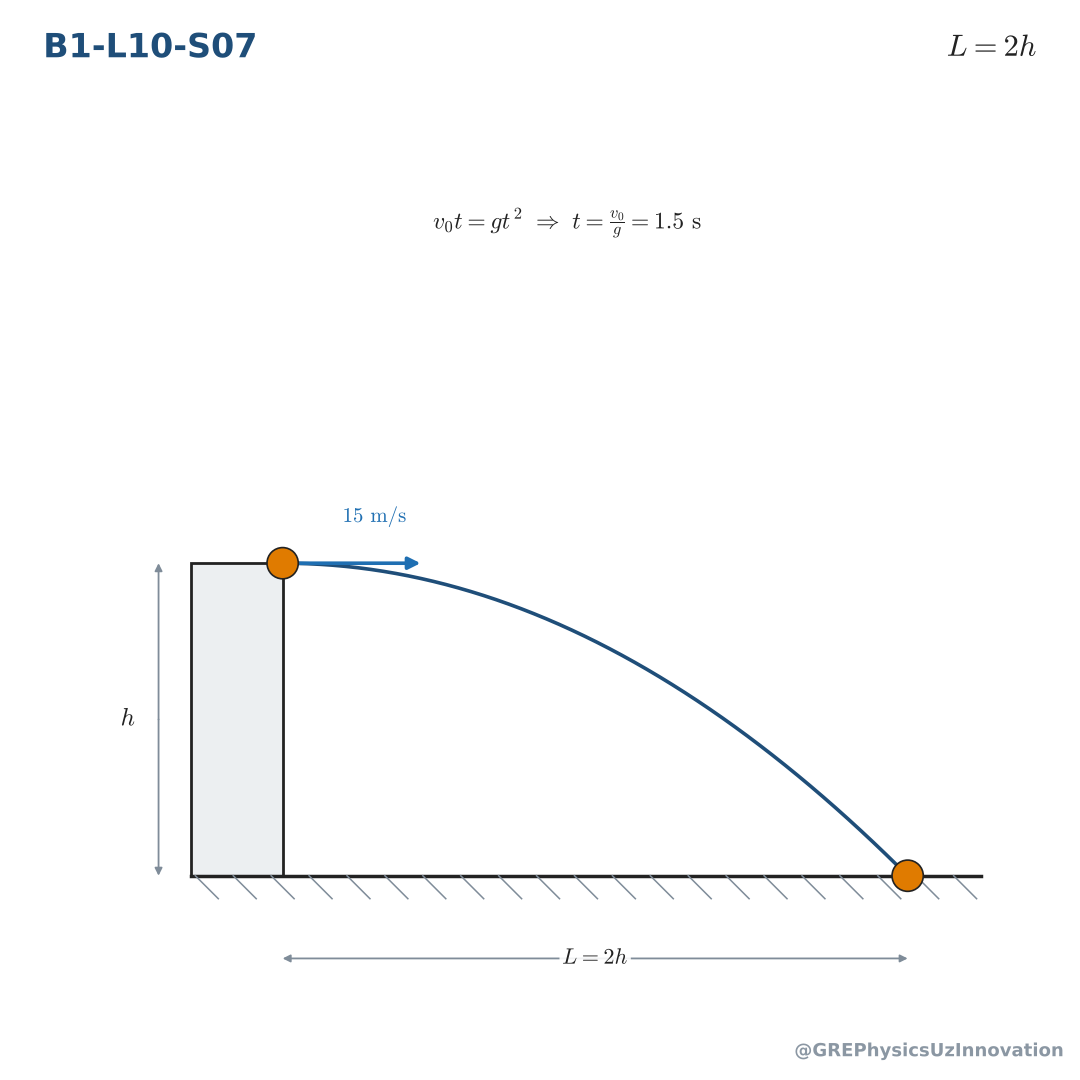 B1-L10-S07
L = 2h
v₀t = gt² ⇒ t = v₀/g = 1.5 s
15 m/s
h
L = 2h
@GREPhysicsUzInnovation